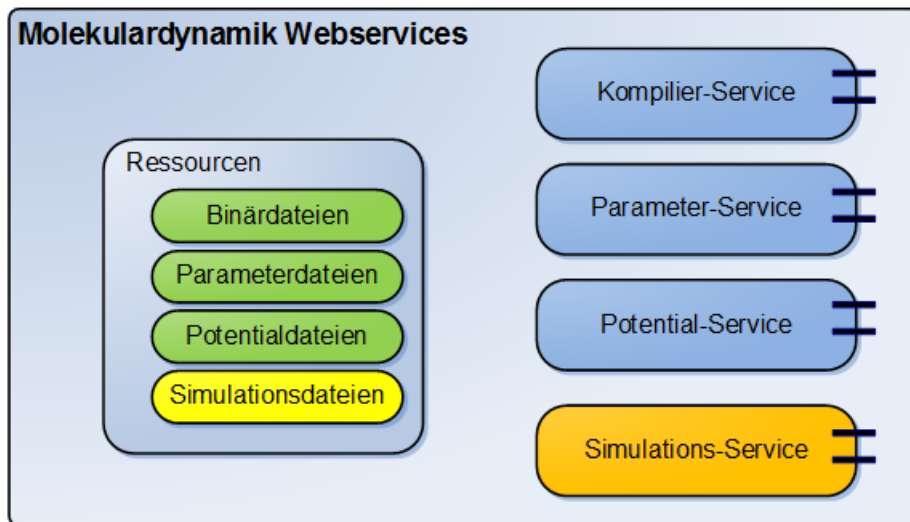 Molekulardynamik Webservices
Ressourcen
Binärdateien
Parameterdateien
Potentialdateien
Simulationsdateien
Kompilier-Service
Parameter-Service
Potential-Service
Simulations-Service